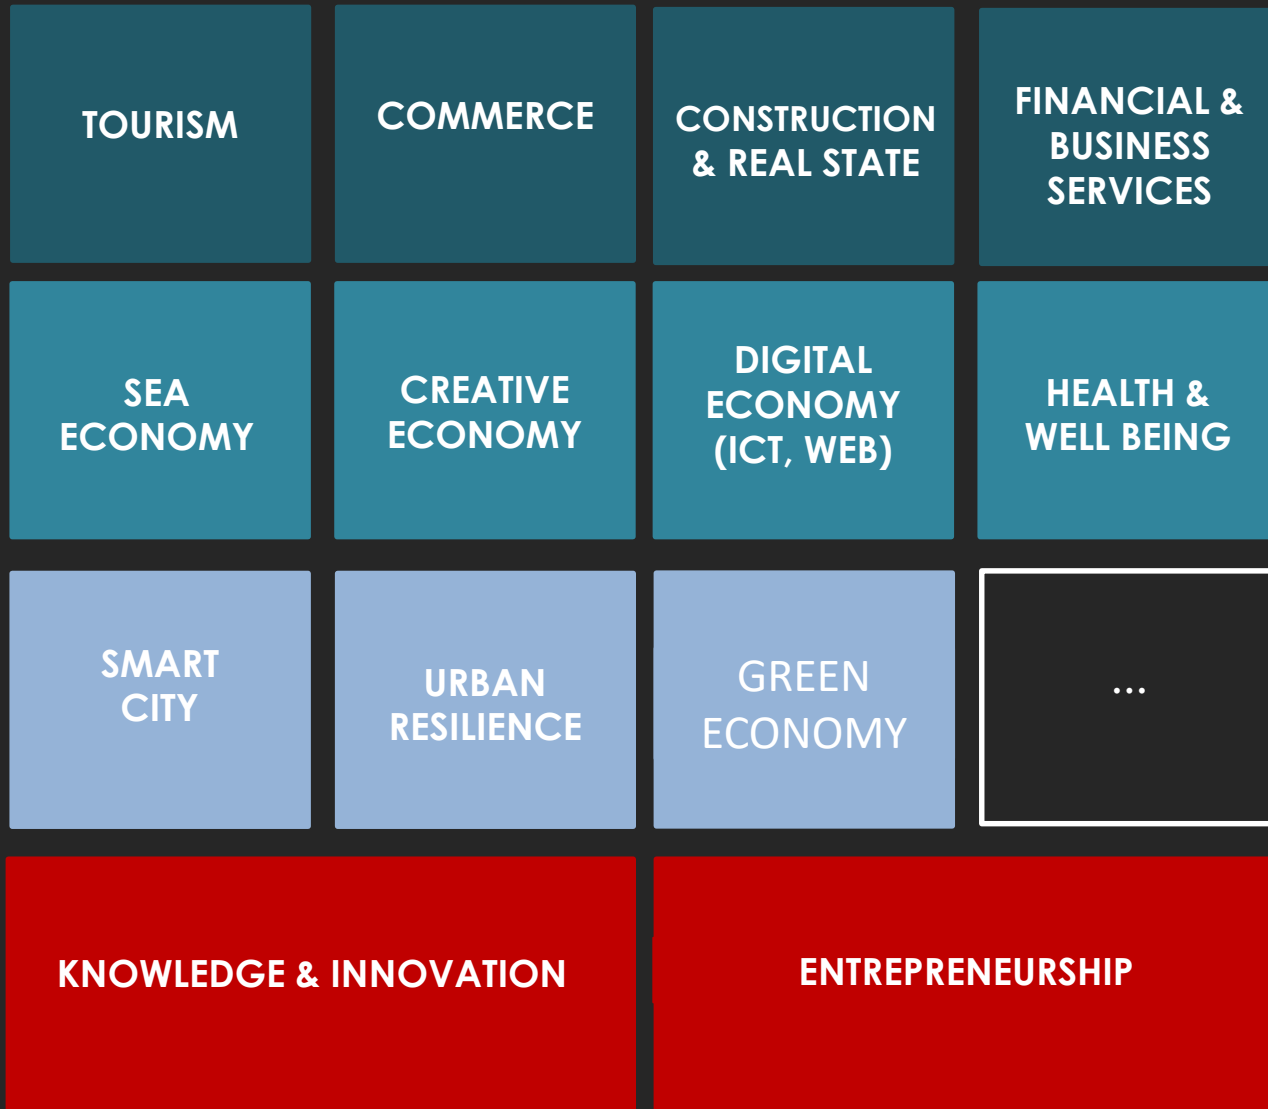 TOURISM
COMMERCE
CONSTRUCTION
& REAL STATE
FINANCIAL &
BUSINESS
SERVICES
SEA
ECONOMY
CREATIVE
ECONOMY
DIGITAL
ECONOMY
(ICT, WEB)
HEALTH &
WELL BEING
SMART
CITY
URBAN
RESILIENCE
GREEN
ECONOMY
...
KNOWLEDGE & INNOVATION
ENTREPRENEURSHIP